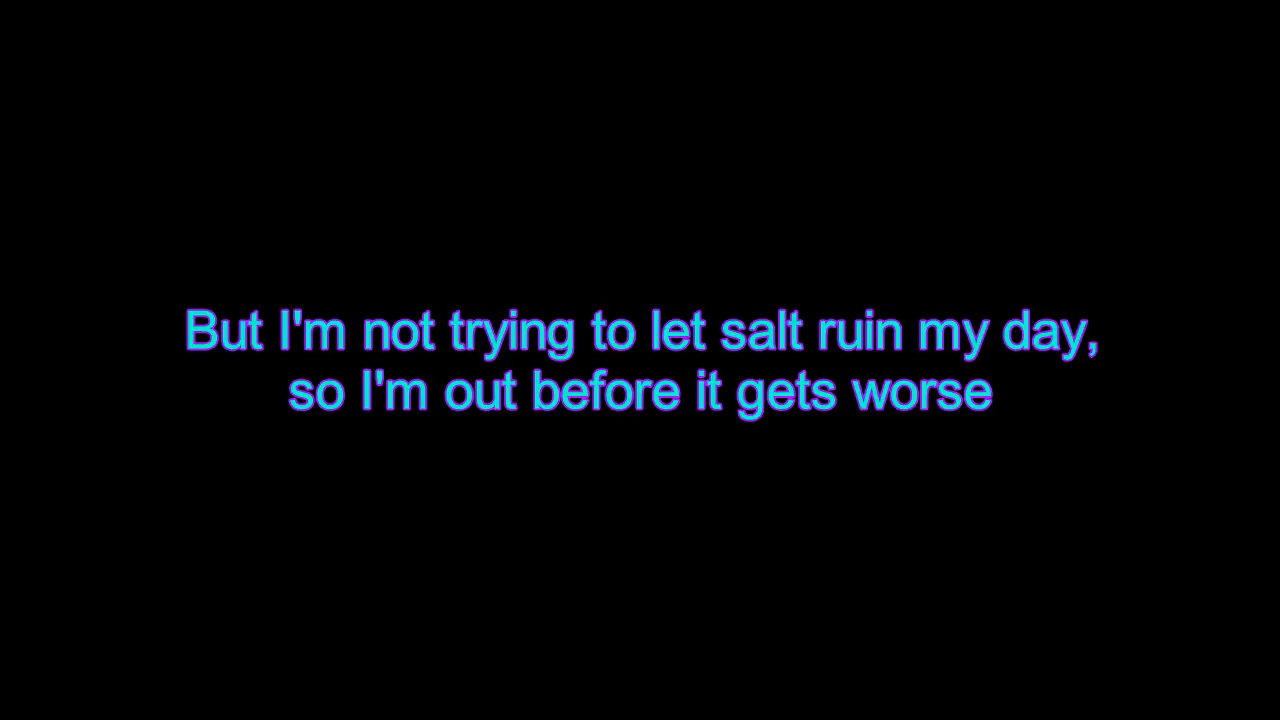 But I'm not trying to let salt ruin my day,
so I'm out before it gets worse